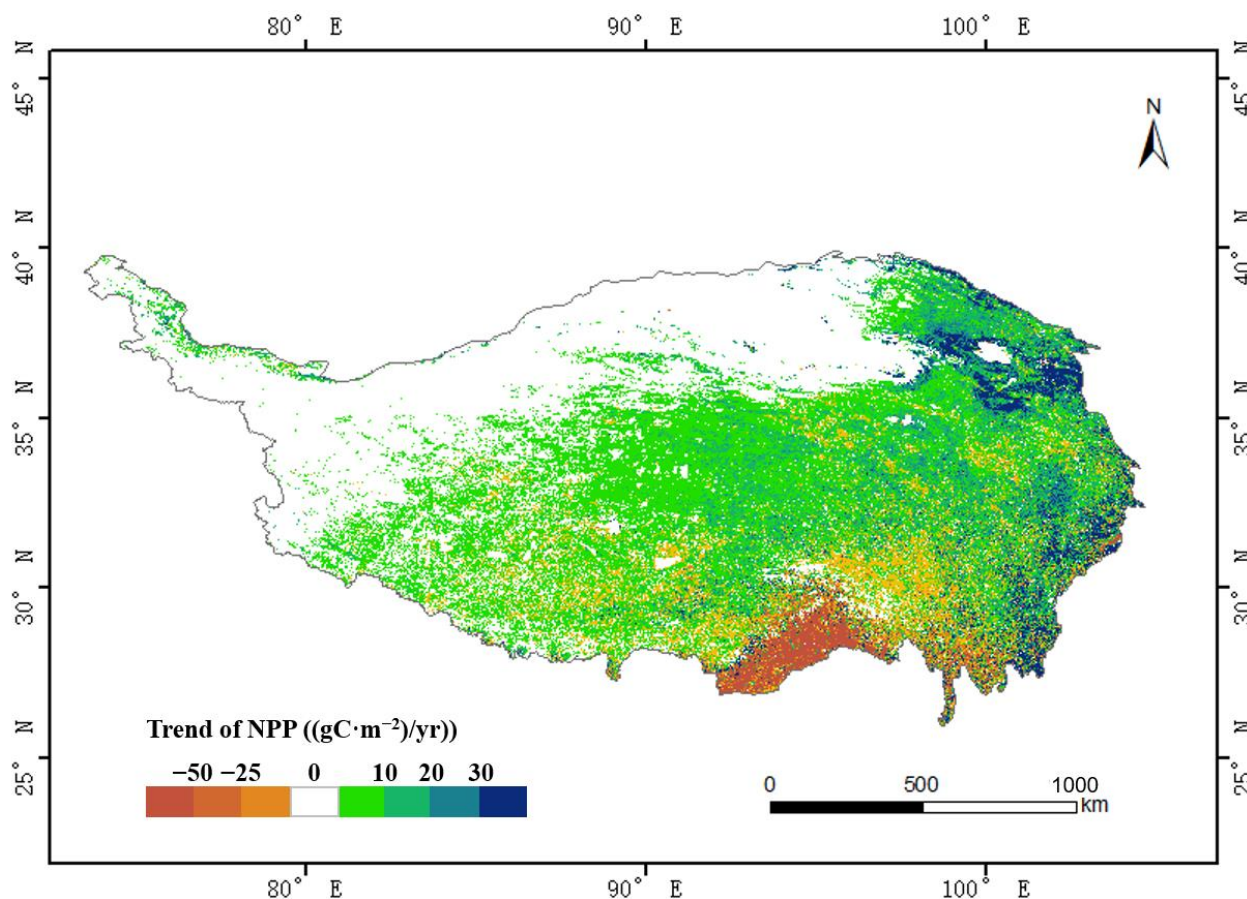 80° E 90° E 100° E
N
45° N 45° N
40° N 40° N
35° N 35° N
30° N 30° N
25° N 25° N
Trend of NPP ((gC·m⁻²)/yr))
−50 −25 0 10 20 30
0 500 1000
km
80° E 90° E 100° E